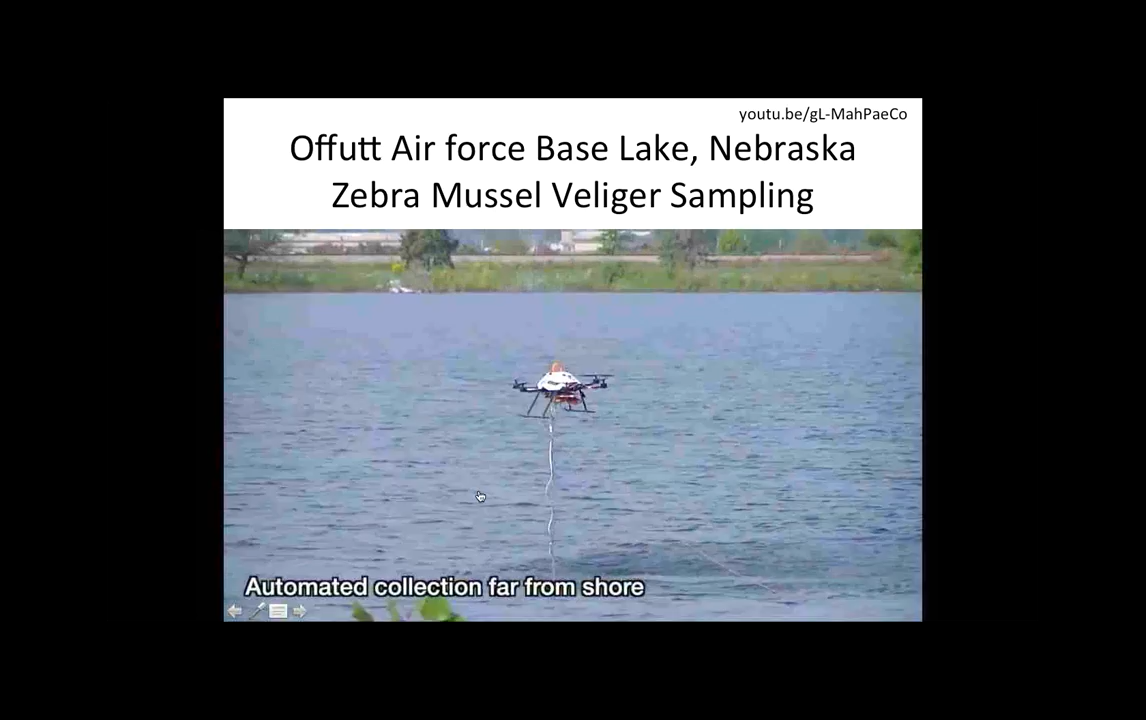 youtu.be/gL-MahPaeCo
Offutt Air force Base Lake, Nebraska
Zebra Mussel Veliger Sampling
Automated collection far from shore